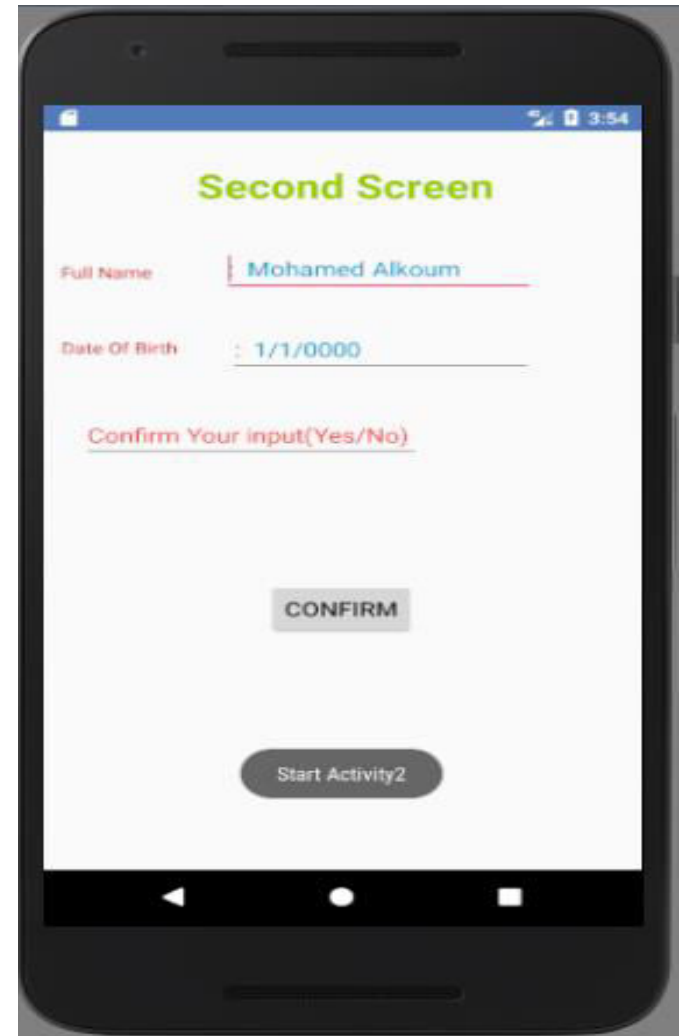 3:54
Second Screen
Full Name Mohamed Alkoum
Date Of Birth : 1/1/0000
Confirm Your input(Yes/No)
CONFIRM
Start Activity2